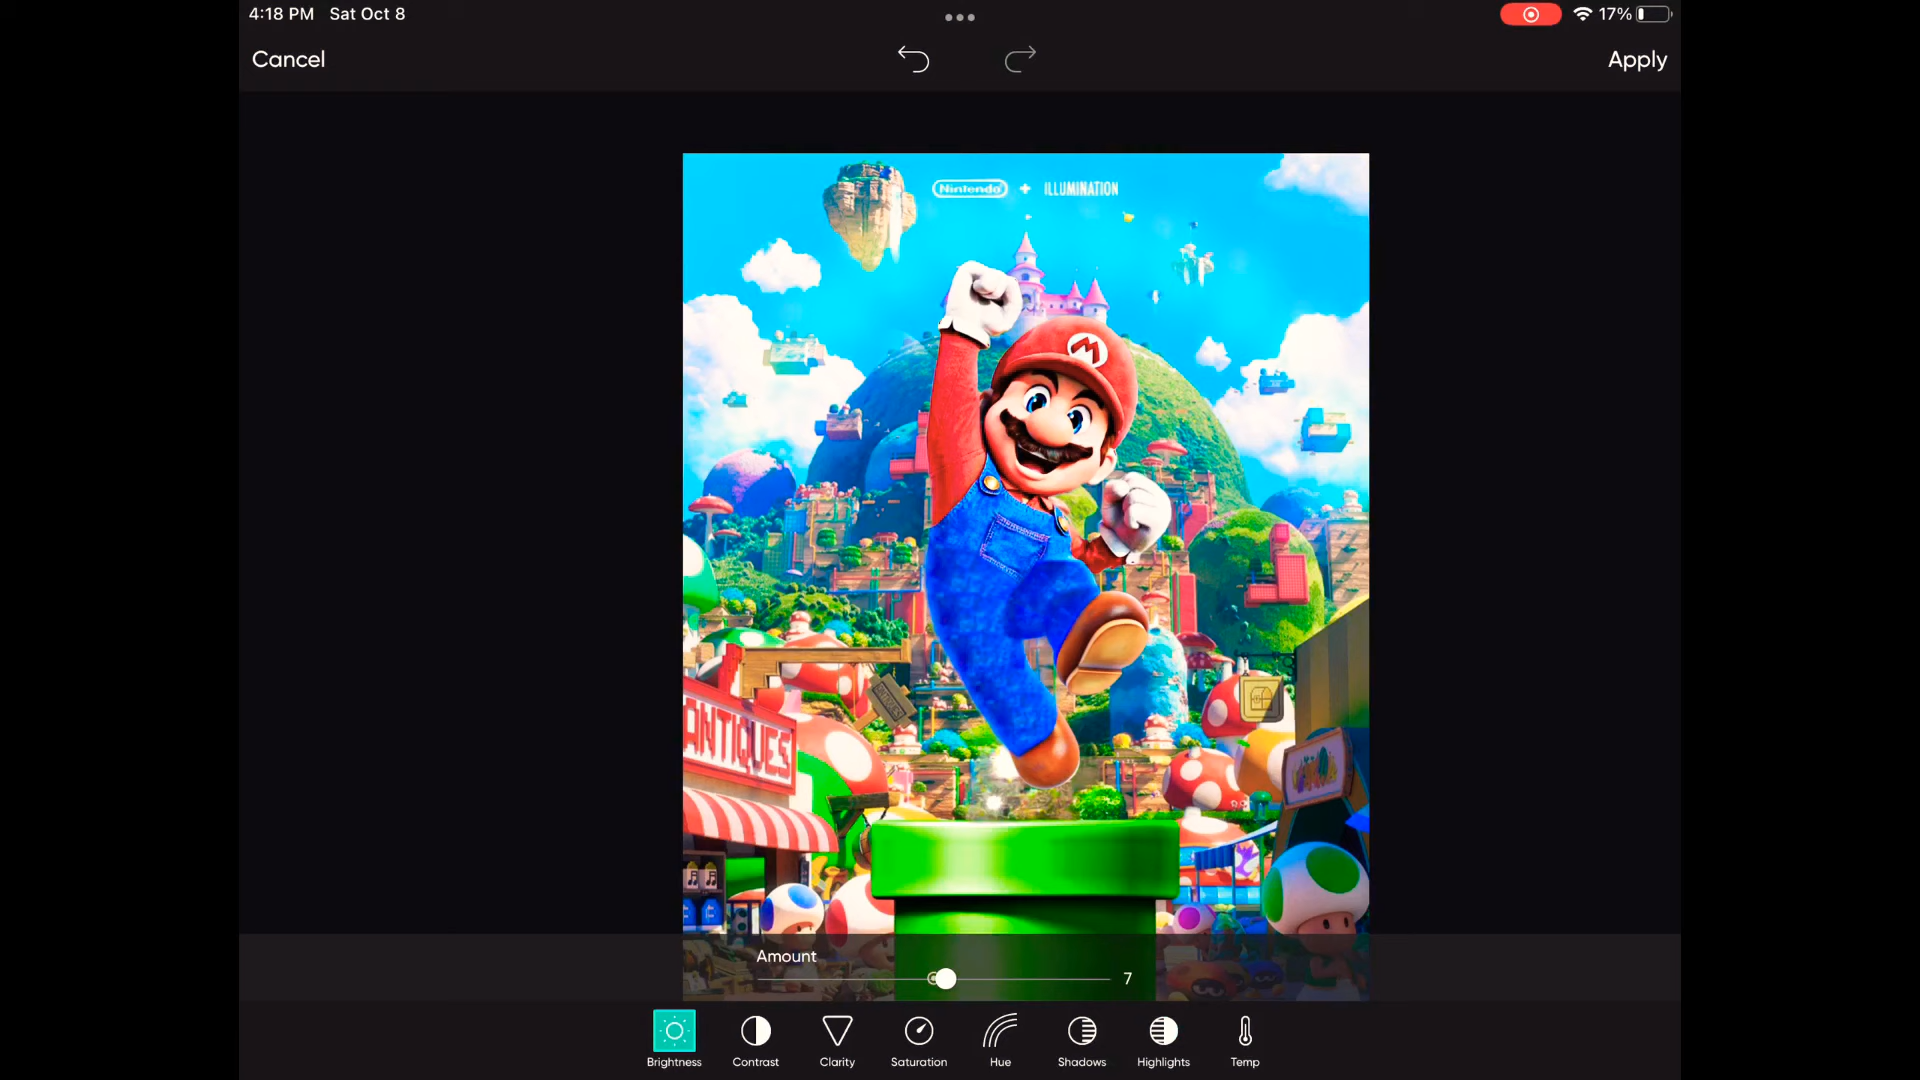 4:18 PM Sat Oct 8
17%
Cancel
Apply
Nintendo + ILLUMINATION
M
ANTIQUES
Amount
7
Brightness
Contrast
Clarity
Saturation
Hue
Shadows
Highlights
Temp